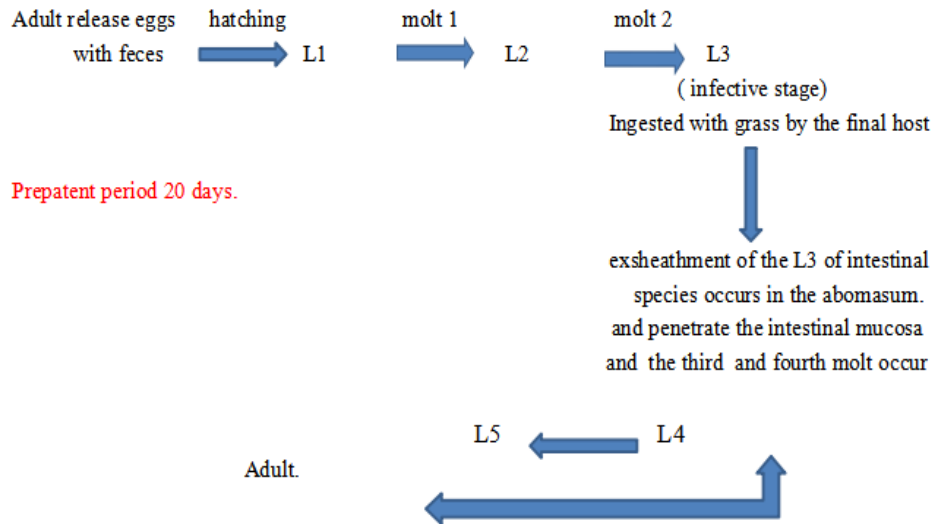 Adult release eggs hatching molt 1 molt 2
with feces L1 L2 L3
( infective stage)
Ingested with grass by the final host
Prepatent period 20 days.
exsheathment of the L3 of intestinal
species occurs in the abomasum.
and penetrate the intestinal mucosa
and the third and fourth molt occur
L5 L4
Adult.